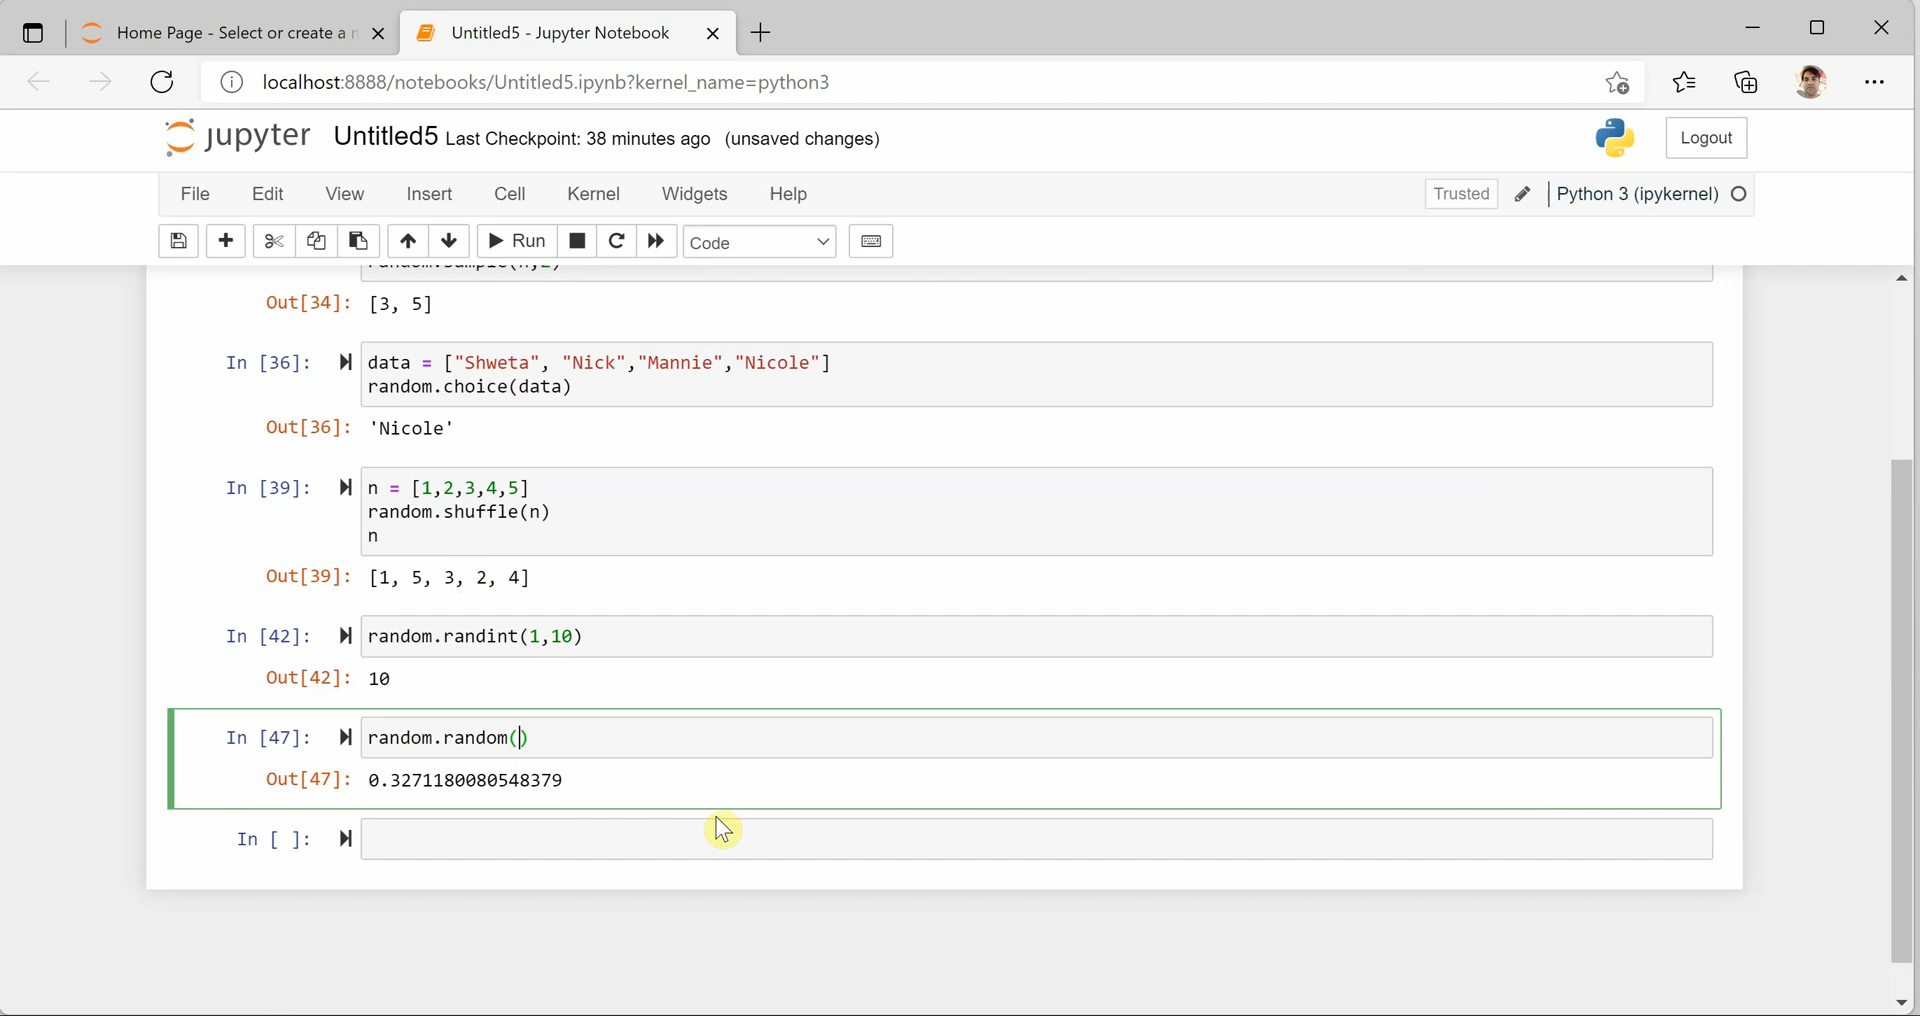 Home Page - Select or create a n
Untitled5 - Jupyter Notebook
localhost:8888/notebooks/Untitled5.ipynb?kernel_name=python3
jupyter Untitled5 Last Checkpoint: 38 minutes ago (unsaved changes)
Logout
File Edit View Insert Cell Kernel Widgets Help
Trusted
Python 3 (ipykernel)
Run
Code
Out[34]: [3, 5]
In [36]: data = ["Shweta", "Nick","Mannie","Nicole"]
random.choice(data)
Out[36]: 'Nicole'
In [39]: n = [1,2,3,4,5]
random.shuffle(n)
n
Out[39]: [1, 5, 3, 2, 4]
In [42]: random.randint(1,10)
Out[42]: 10
In [47]: random.random()
Out[47]: 0.3271180080548379
In [ ]: